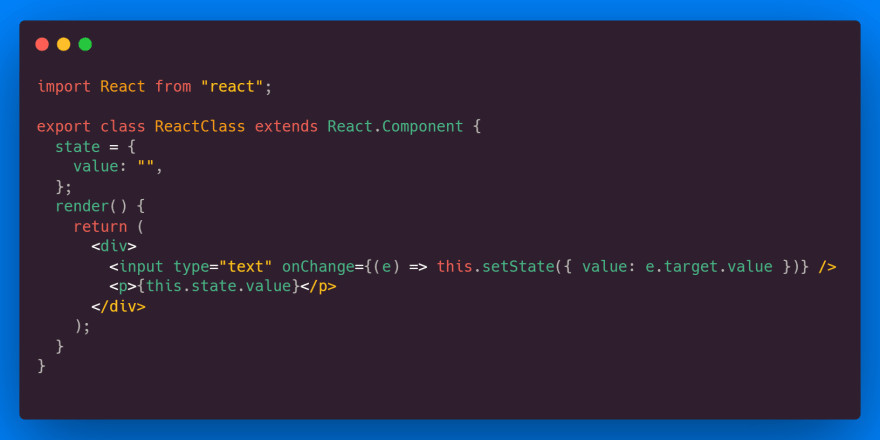 import React from "react";
export class ReactClass extends React.Component {
  state = {
    value: "",
  };
  render() {
    return (
      <div>
        <input type="text" onChange={(e) => this.setState({ value: e.target.value })} />
        <p>{this.state.value}</p>
      </div>
    );
  }
}